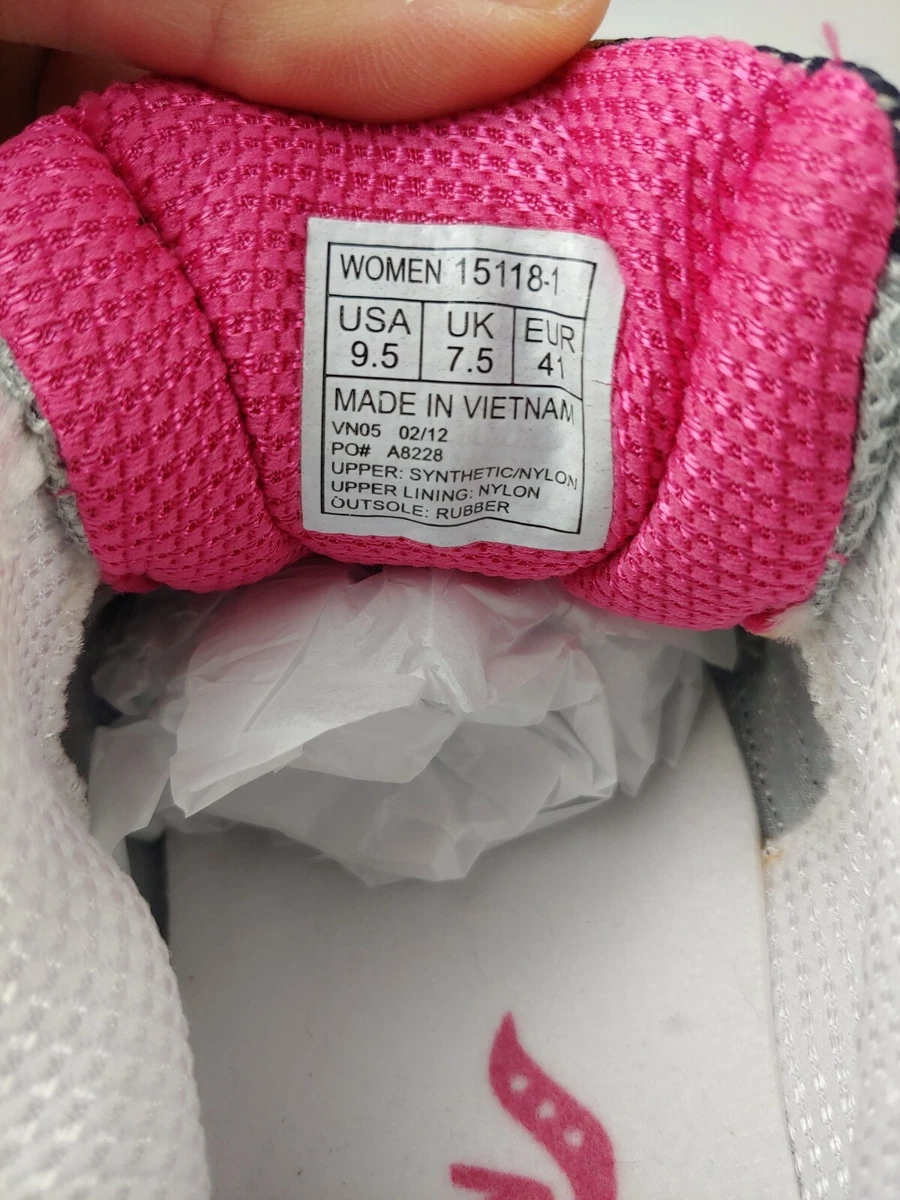 WOMEN 15118-1
USA UK EUR
9.5 7.5 41
MADE IN VIETNAM
VN05 02/12
PO# A8228
UPPER: SYNTHETIC/NYLON
UPPER LINING: NYLON
OUTSOLE: RUBBER